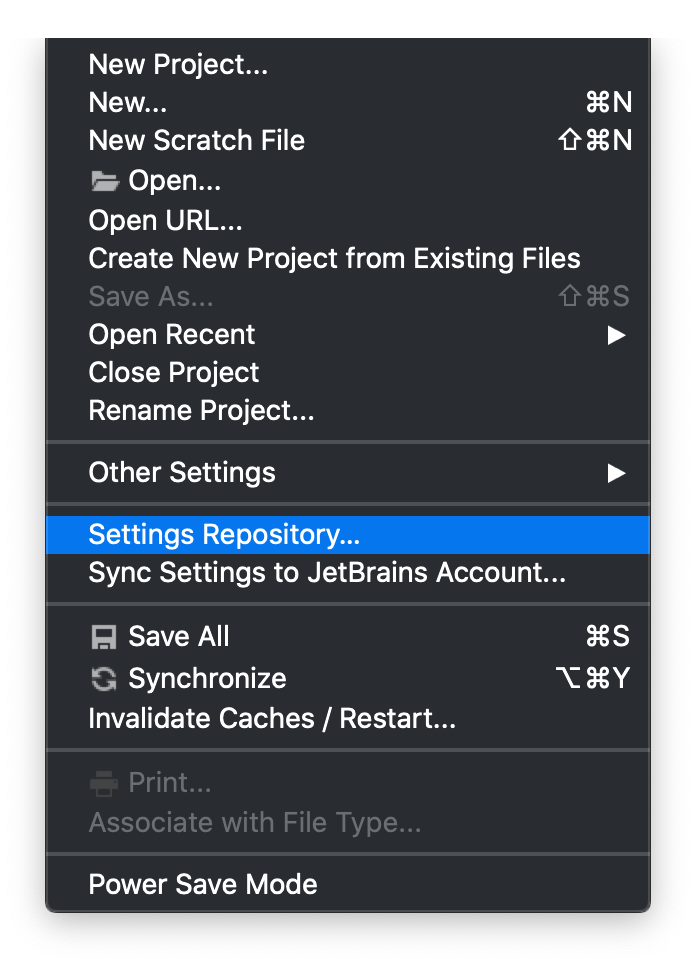 New Project...
New... ⌘N
New Scratch File ⇧⌘N
Open...
Open URL...
Create New Project from Existing Files
Save As... ⇧⌘S
Open Recent ▶
Close Project
Rename Project...
Other Settings ▶
Settings Repository...
Sync Settings to JetBrains Account...
Save All ⌘S
Synchronize ⌥⌘Y
Invalidate Caches / Restart...
Print...
Associate with File Type...
Power Save Mode